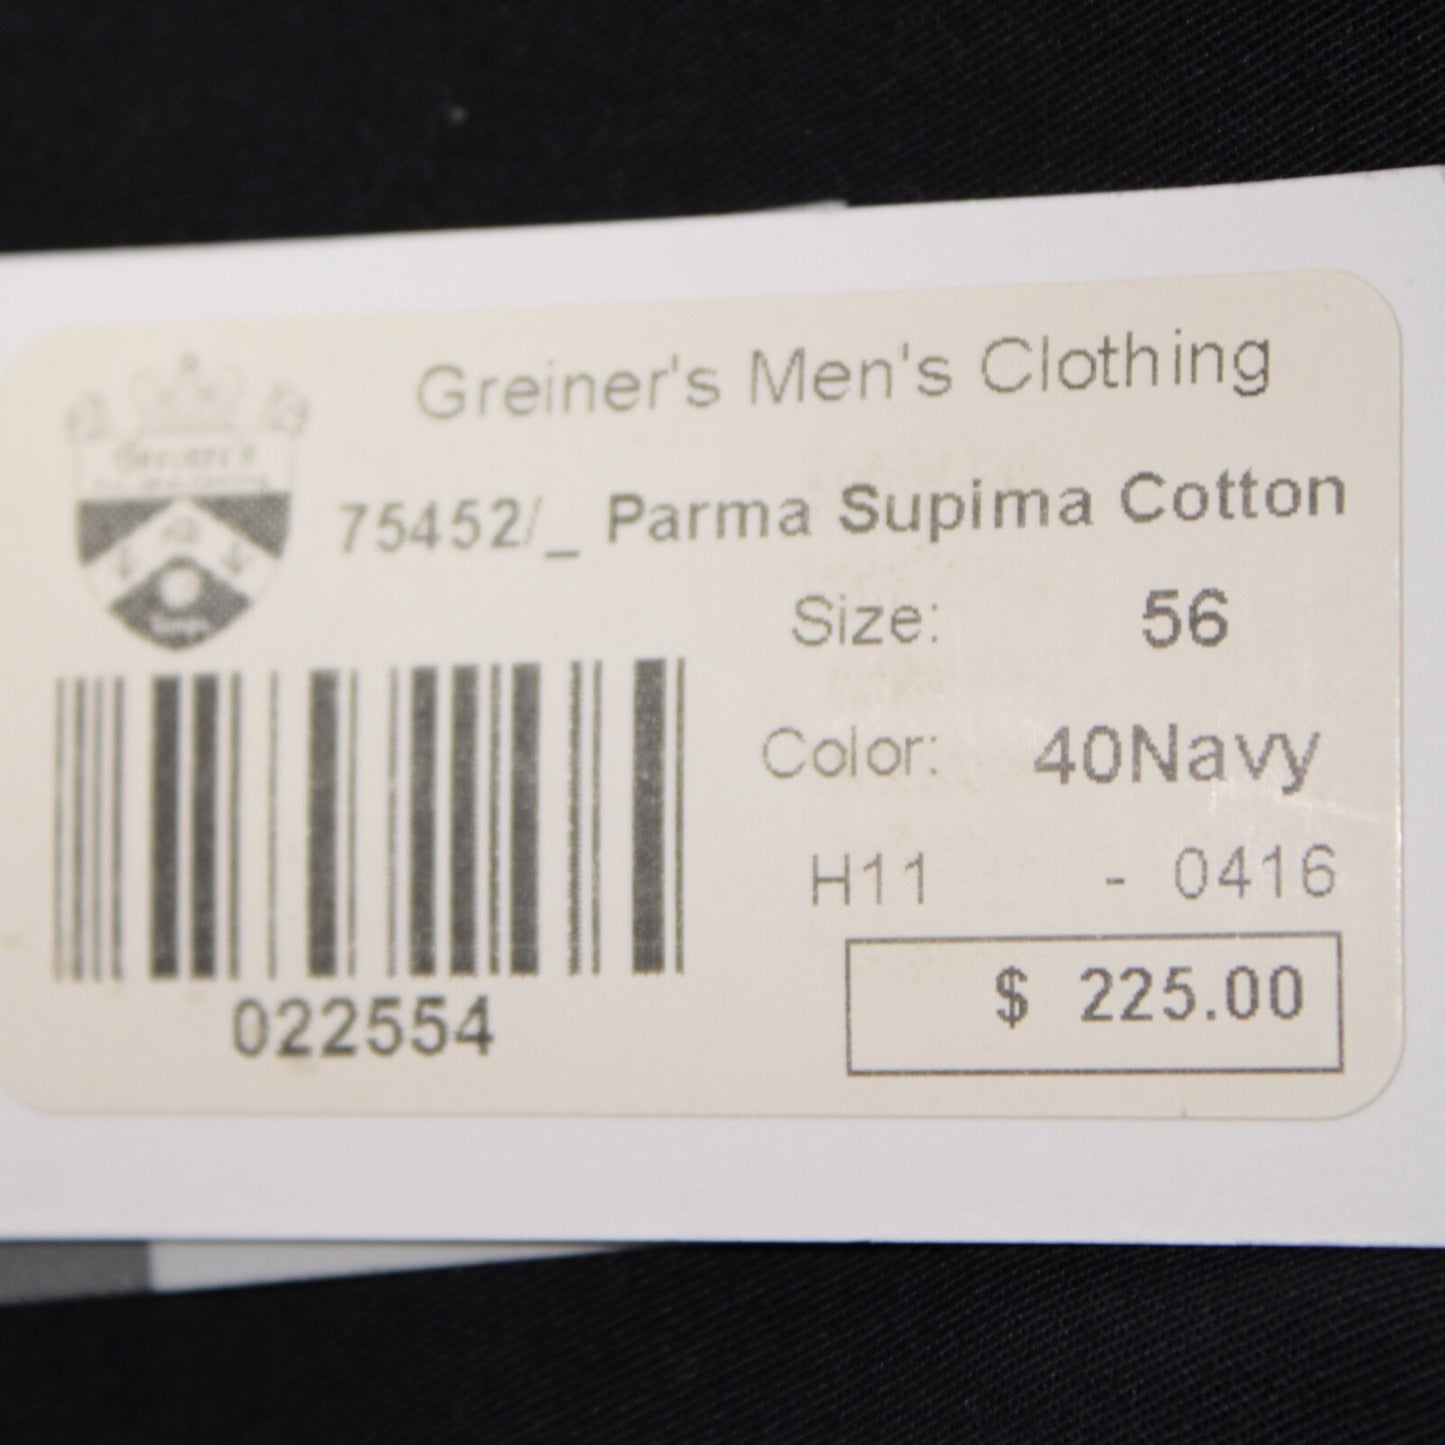 Greiner's Men's Clothing
75452/_ Parma Supima Cotton
Size: 56
Color: 40Navy
H11 - 0416
$ 225.00
022554